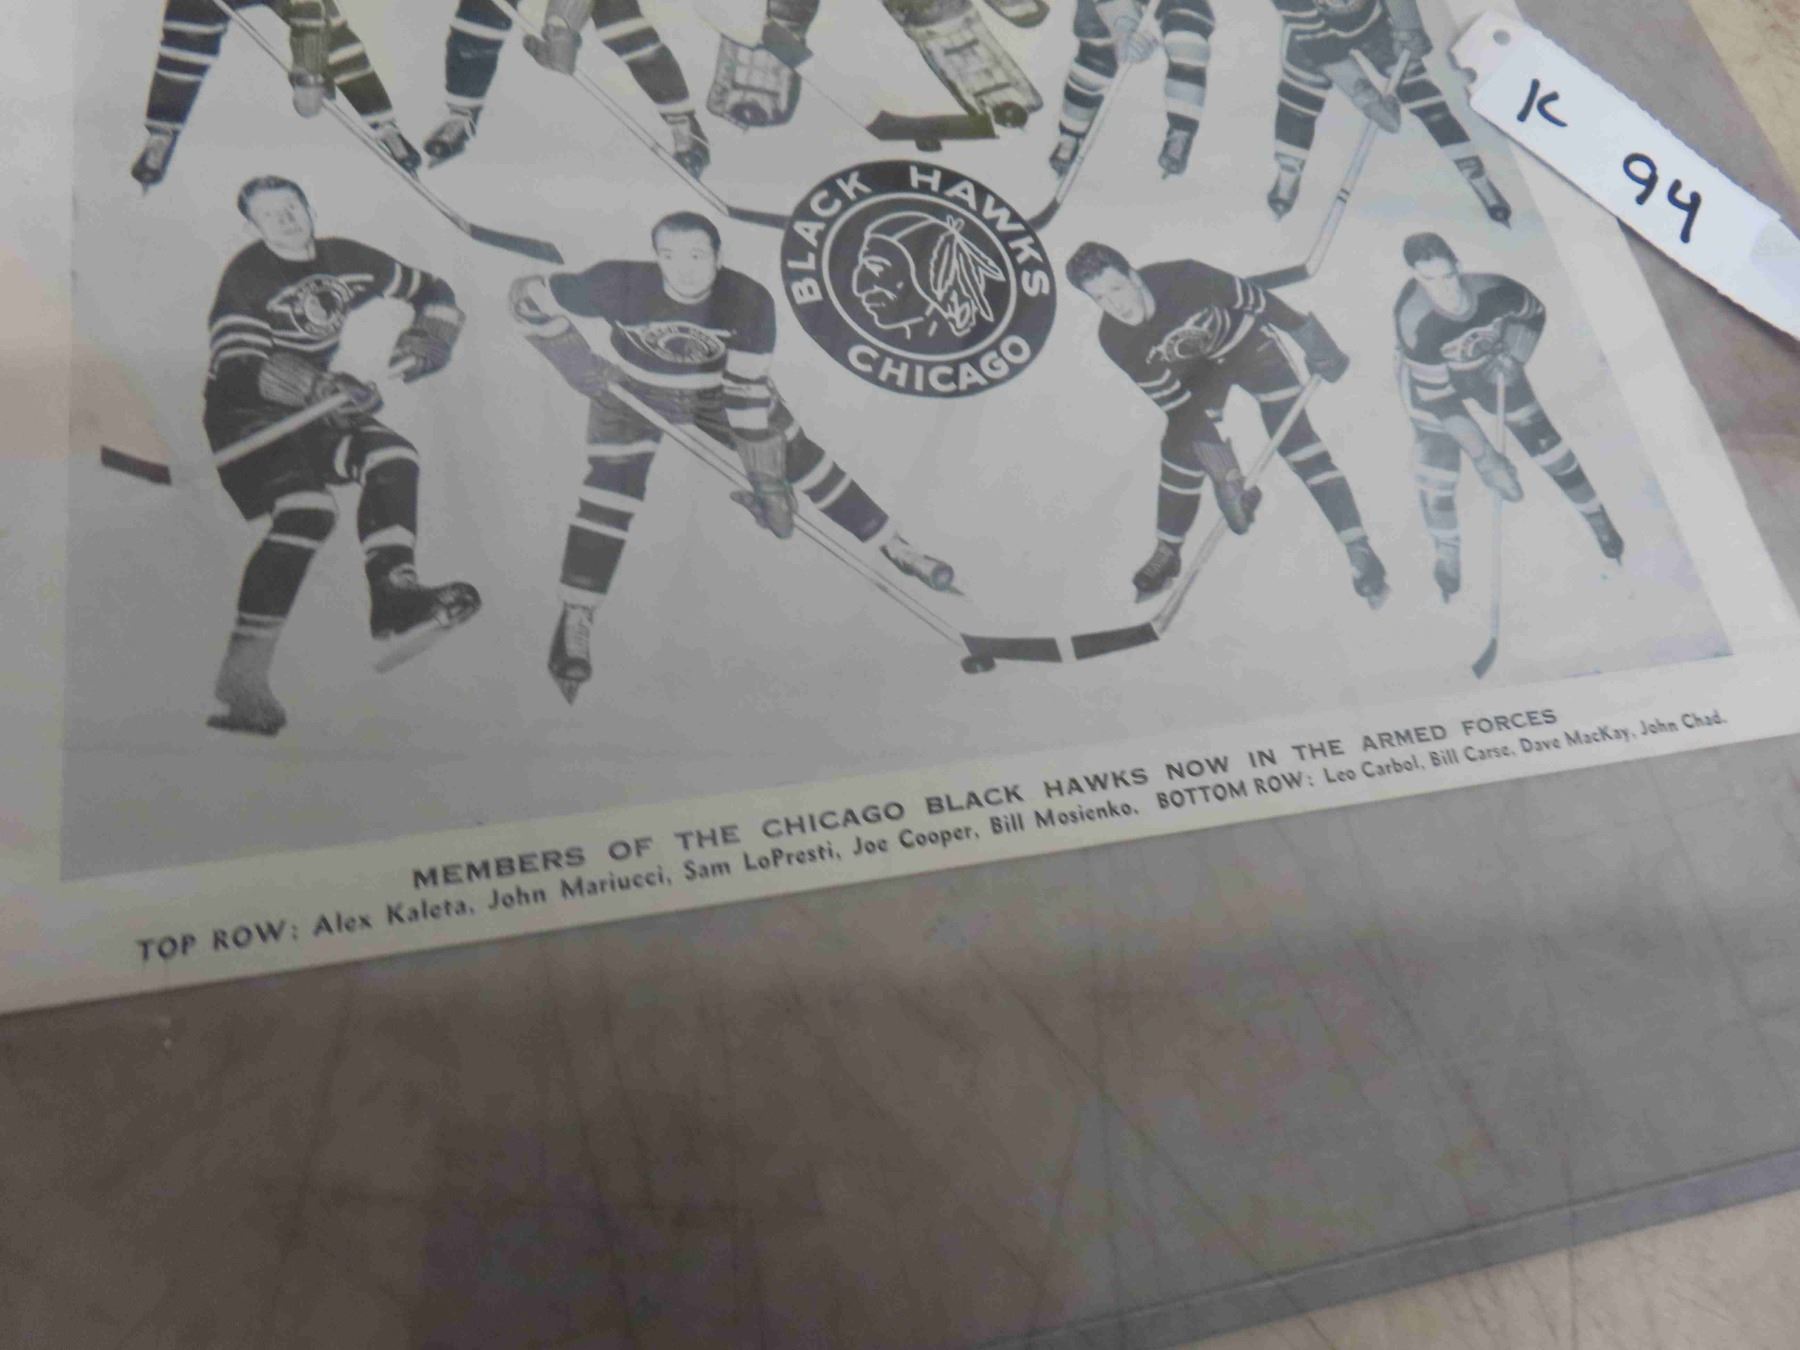 K
94
BLACK HAWKS
CHICAGO
MEMBERS OF THE CHICAGO BLACK HAWKS NOW IN THE ARMED FORCES
TOP ROW: Alex Kaleta, John Mariucci, Sam LoPresti, Joe Cooper, Bill Mosienko. BOTTOM ROW: Leo Carbol, Bill Carse, Dave MacKay, John Chad.